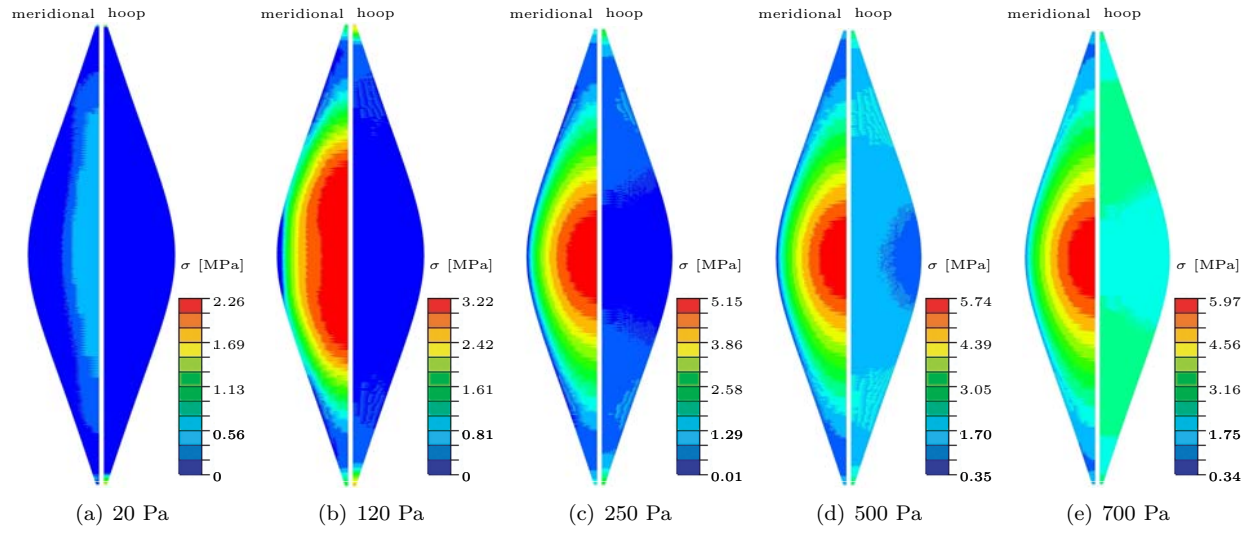 meridional hoop
σ [MPa]
2.26
1.69
1.13
0.56
0
(a) 20 Pa
meridional hoop
σ [MPa]
3.22
2.42
1.61
0.81
0
(b) 120 Pa
meridional hoop
σ [MPa]
5.15
3.86
2.58
1.29
0.01
(c) 250 Pa
meridional hoop
σ [MPa]
5.74
4.39
3.05
1.70
0.35
(d) 500 Pa
meridional hoop
σ [MPa]
5.97
4.56
3.16
1.75
0.34
(e) 700 Pa